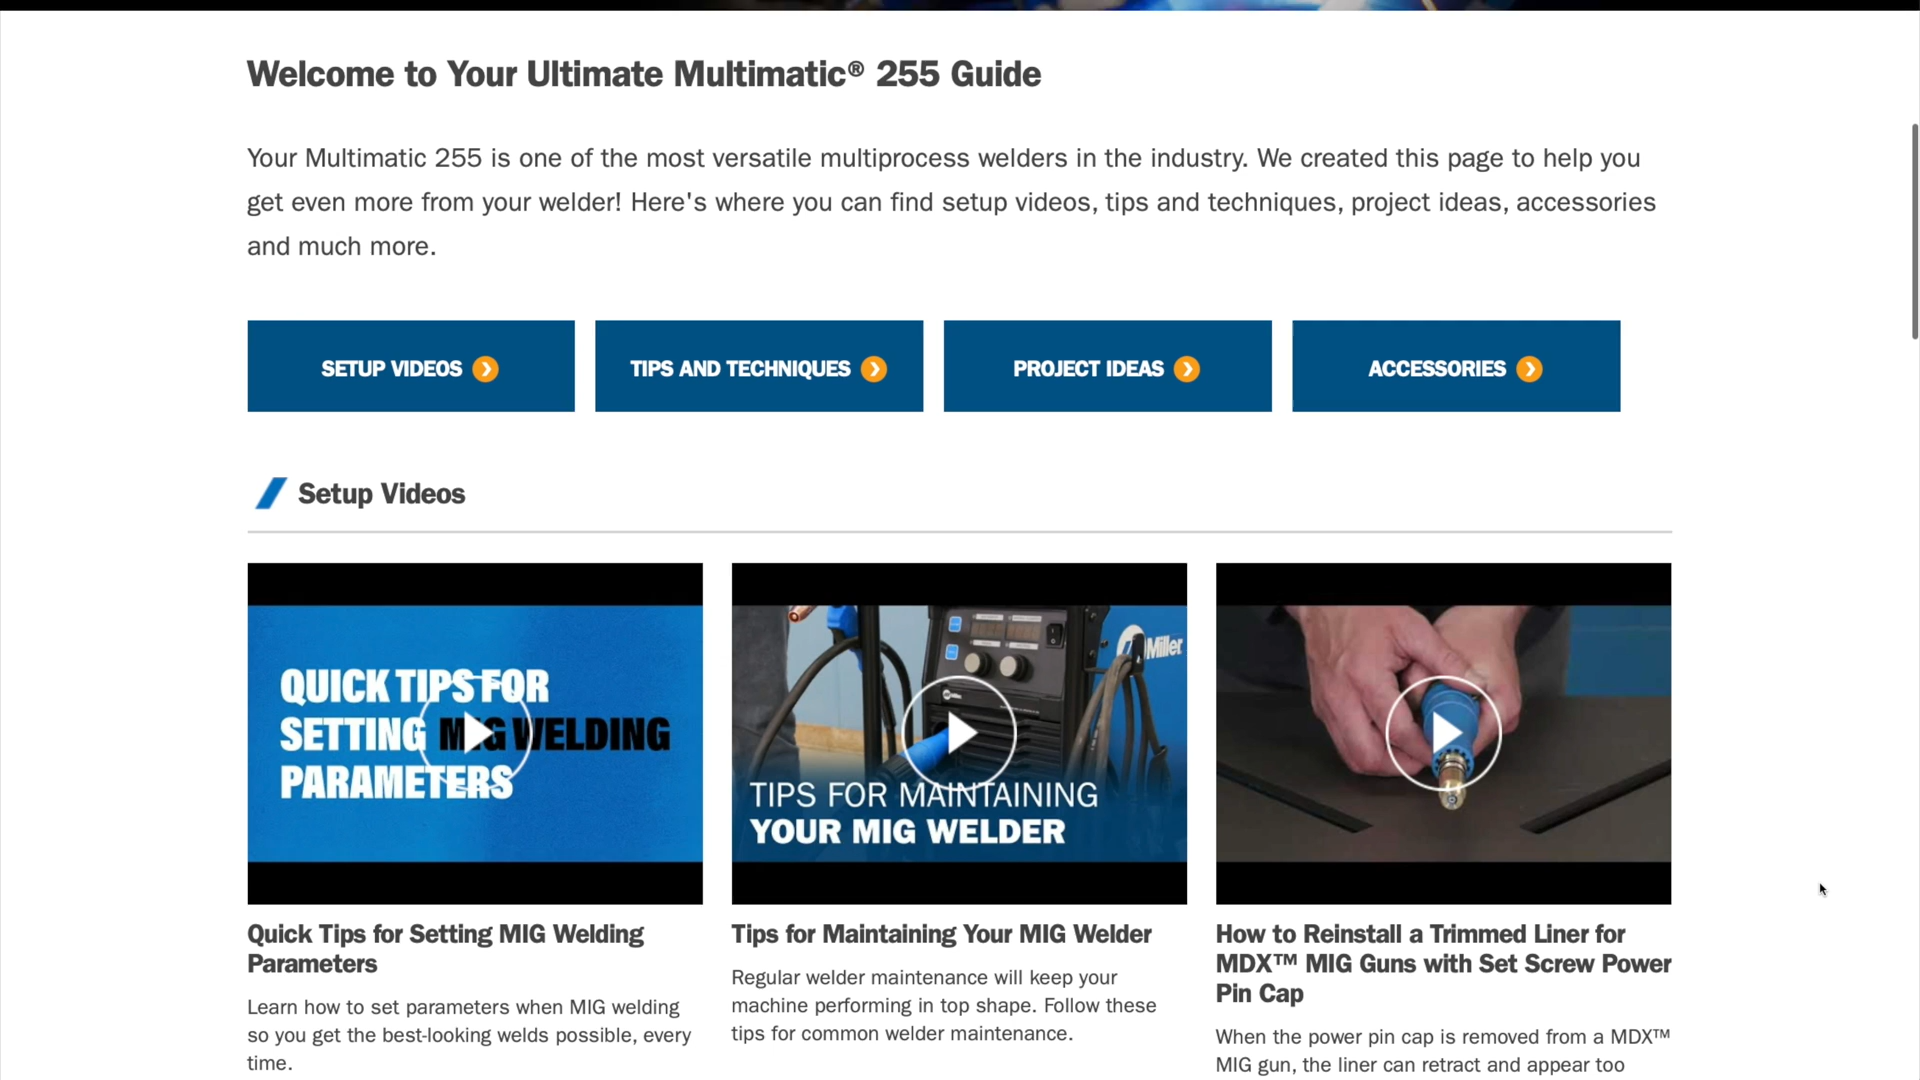 Welcome to Your Ultimate Multimatic® 255 Guide
Your Multimatic 255 is one of the most versatile multiprocess welders in the industry. We created this page to help you
get even more from your welder! Here's where you can find setup videos, tips and techniques, project ideas, accessories
and much more.
SETUP VIDEOS
TIPS AND TECHNIQUES
PROJECT IDEAS
ACCESSORIES
Setup Videos
QUICK TIPS FOR
SETTING MIG WELDING
PARAMETERS
Miller
TIPS FOR MAINTAINING
YOUR MIG WELDER
Quick Tips for Setting MIG Welding
Parameters
Learn how to set parameters when MIG welding
so you get the best-looking welds possible, every
time.
Tips for Maintaining Your MIG Welder
Regular welder maintenance will keep your
machine performing in top shape. Follow these
tips for common welder maintenance.
How to Reinstall a Trimmed Liner for
MDX™ MIG Guns with Set Screw Power
Pin Cap
When the power pin cap is removed from a MDX™
MIG gun, the liner can retract and appear too